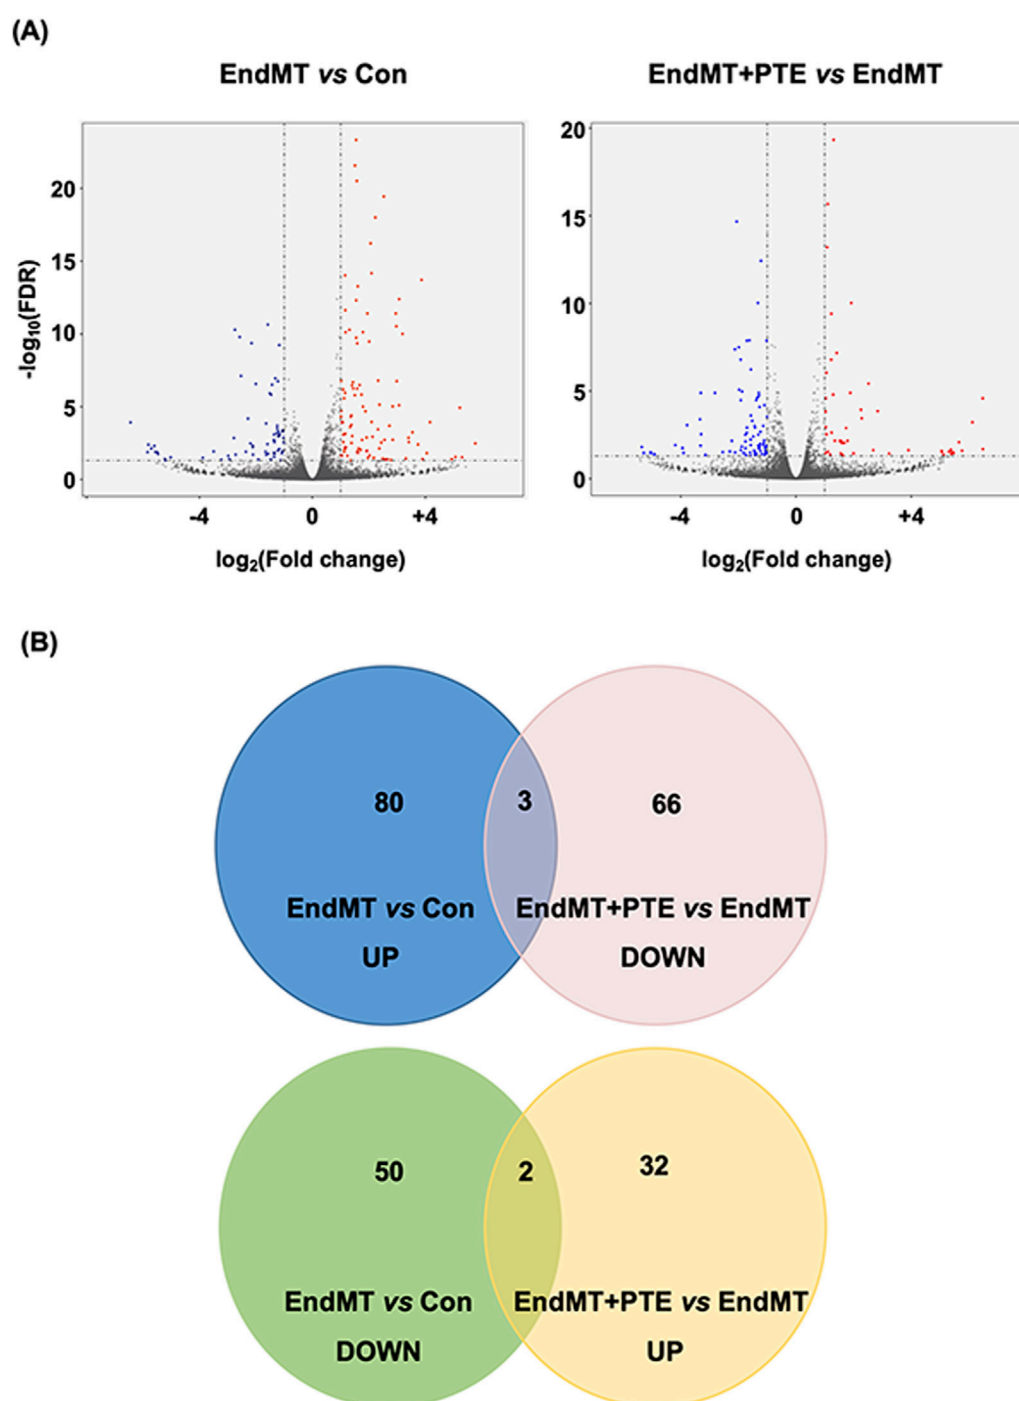 (A)
EndMT vs Con
EndMT+PTE vs EndMT
-log10(FDR)
20
15
10
5
0
-4 0 +4
log2(Fold change)
20
15
10
5
0
-4 0 +4
log2(Fold change)
(B)
80
3
66
EndMT vs Con
UP
EndMT+PTE vs EndMT
DOWN
50
2
32
EndMT vs Con
DOWN
EndMT+PTE vs EndMT
UP